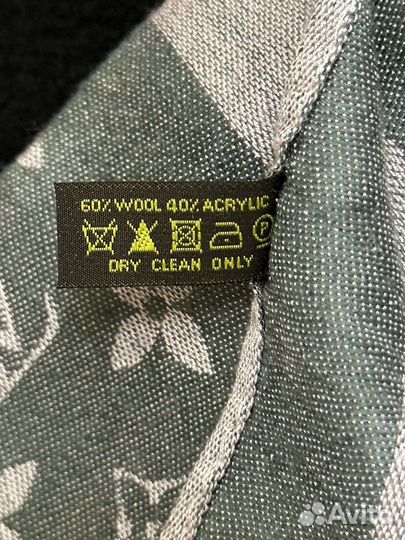 60% WOOL 40% ACRYLIC
P
DRY CLEAN ONLY
Avito